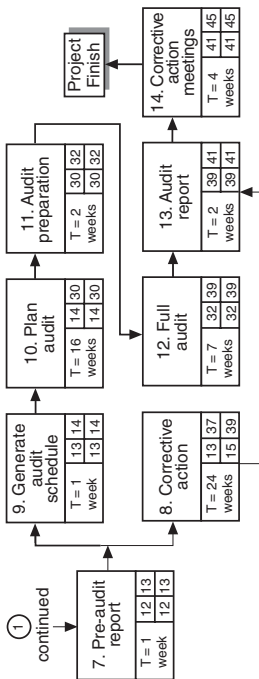 1
continued
7. Pre-audit
report
T = 1
week
12 13
12 13
9. Generate
audit
schedule
T = 1
week
13 14
13 14
10. Plan
audit
T = 16
weeks
14 30
14 30
11. Audit
preparation
T = 2
weeks
30 32
30 32
8. Corrective
action
T = 24
weeks
13 37
15 39
12. Full
audit
T = 7
weeks
32 39
32 39
13. Audit
report
T = 2
weeks
39 41
39 41
14. Corrective
action
meetings
T = 4
weeks
41 45
41 45
Project
Finish